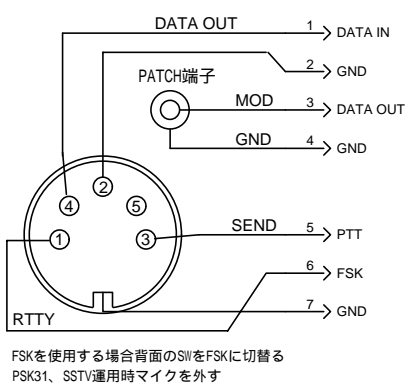 DATA OUT 1 DATA IN
2 GND
PATCH端子
MOD 3 DATA OUT
GND 4 GND
2
4 5
1 3
SEND 5 PTT
6 FSK
7 GND
RTTY
FSKを使用する場合背面のSWをFSKに切替る
PSK31、SSTV運用時マイクを外す